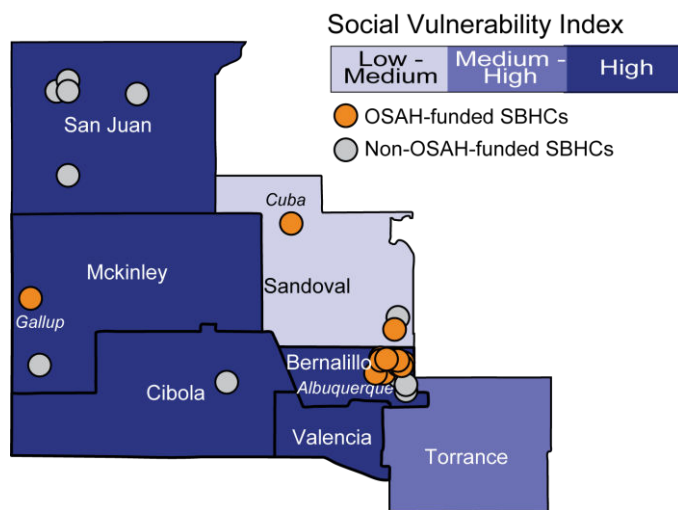 Social Vulnerability Index
Low -
Medium
Medium -
High
High
OSAH-funded SBHCs
Non-OSAH-funded SBHCs
San Juan
Cuba
Mckinley
Sandoval
Gallup
Bernalillo
Albuquerque
Cibola
Valencia
Torrance